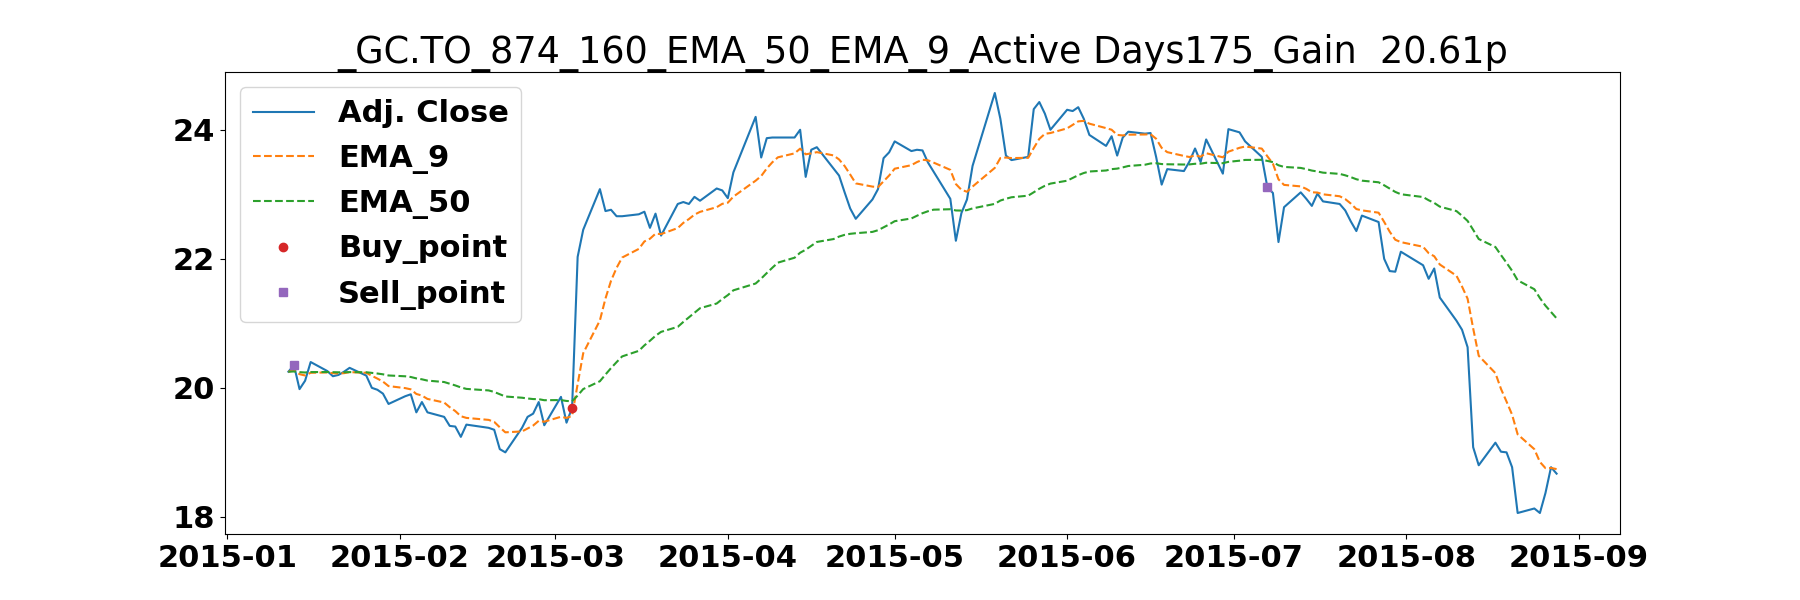 _GC.TO_874_160_EMA_50_EMA_9_Active Days175_Gain  20.61p
Adj. Close
EMA_9
EMA_50
Buy_point
Sell_point
24
22
20
18
2015-01 2015-02 2015-03 2015-04 2015-05 2015-06 2015-07 2015-08 2015-09